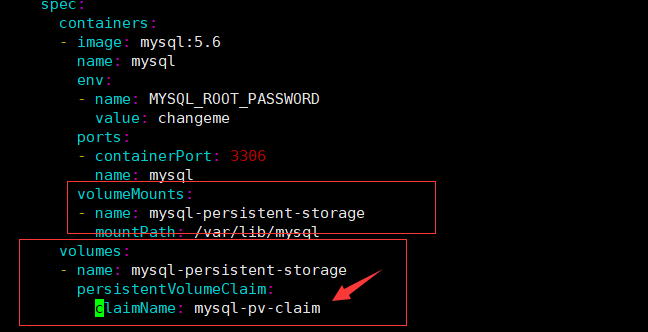 spec:
containers:
- image: mysql:5.6
name: mysql
env:
- name: MYSQL_ROOT_PASSWORD
value: changeme
ports:
- containerPort: 3306
name: mysql
volumeMounts:
- name: mysql-persistent-storage
mountPath: /var/lib/mysql
volumes:
- name: mysql-persistent-storage
persistentVolumeClaim:
claimName: mysql-pv-claim